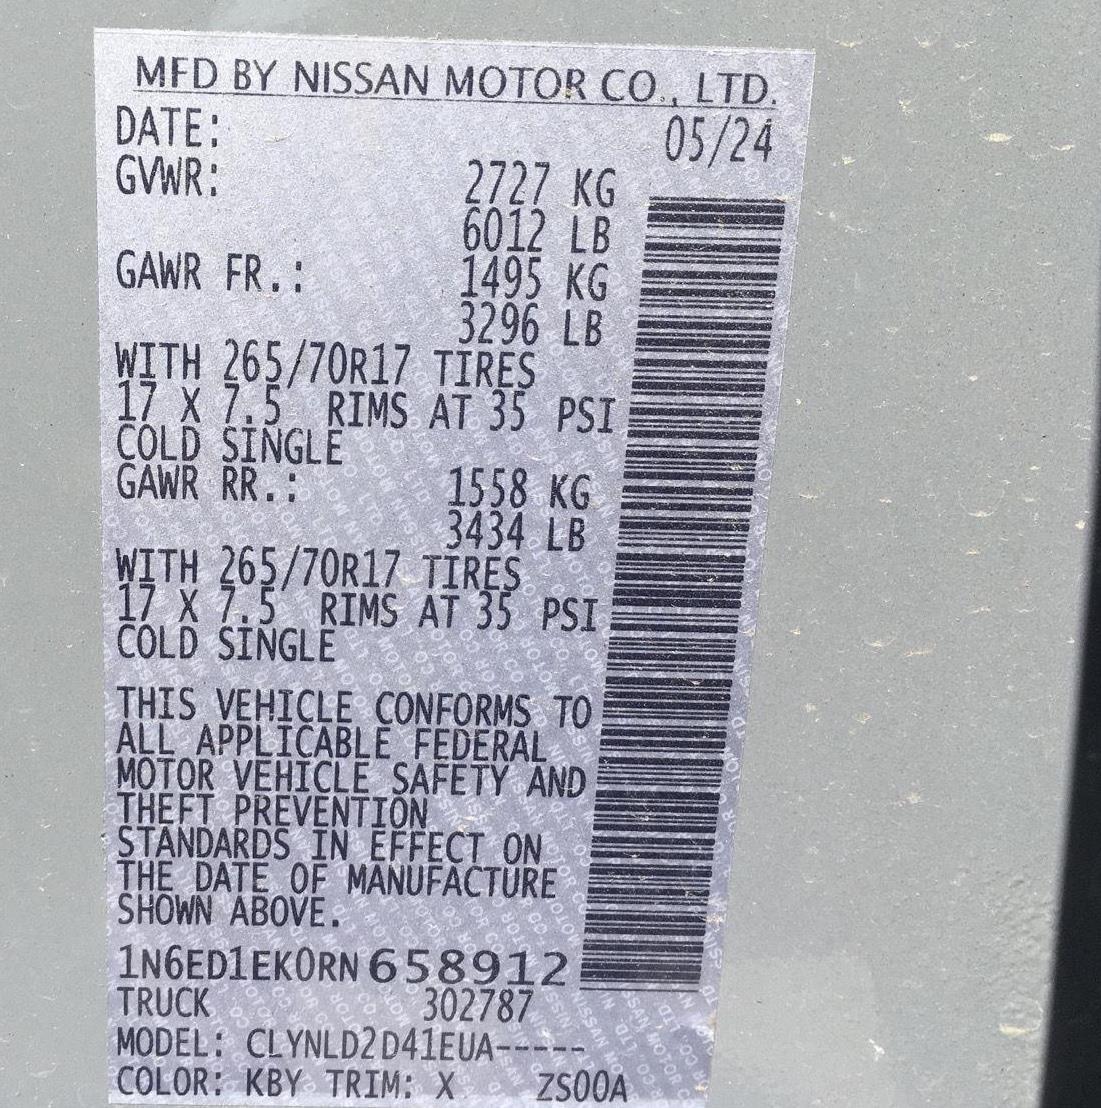 MFD BY NISSAN MOTOR CO., LTD.
DATE: 05/24
GVWR: 2727 KG
6012 LB
GAWR FR.: 1495 KG
3296 LB
WITH 265/70R17 TIRES
17 X 7.5 RIMS AT 35 PSI
COLD SINGLE
GAWR RR.: 1558 KG
3434 LB
WITH 265/70R17 TIRES
17 X 7.5 RIMS AT 35 PSI
COLD SINGLE
THIS VEHICLE CONFORMS TO
ALL APPLICABLE FEDERAL
MOTOR VEHICLE SAFETY AND
THEFT PREVENTION
STANDARDS IN EFFECT ON
THE DATE OF MANUFACTURE
SHOWN ABOVE.
1N6ED1EK0RN658912
TRUCK 302787
MODEL: CLYNLD2D41EUA-----
COLOR: KBY TRIM: X ZS00A